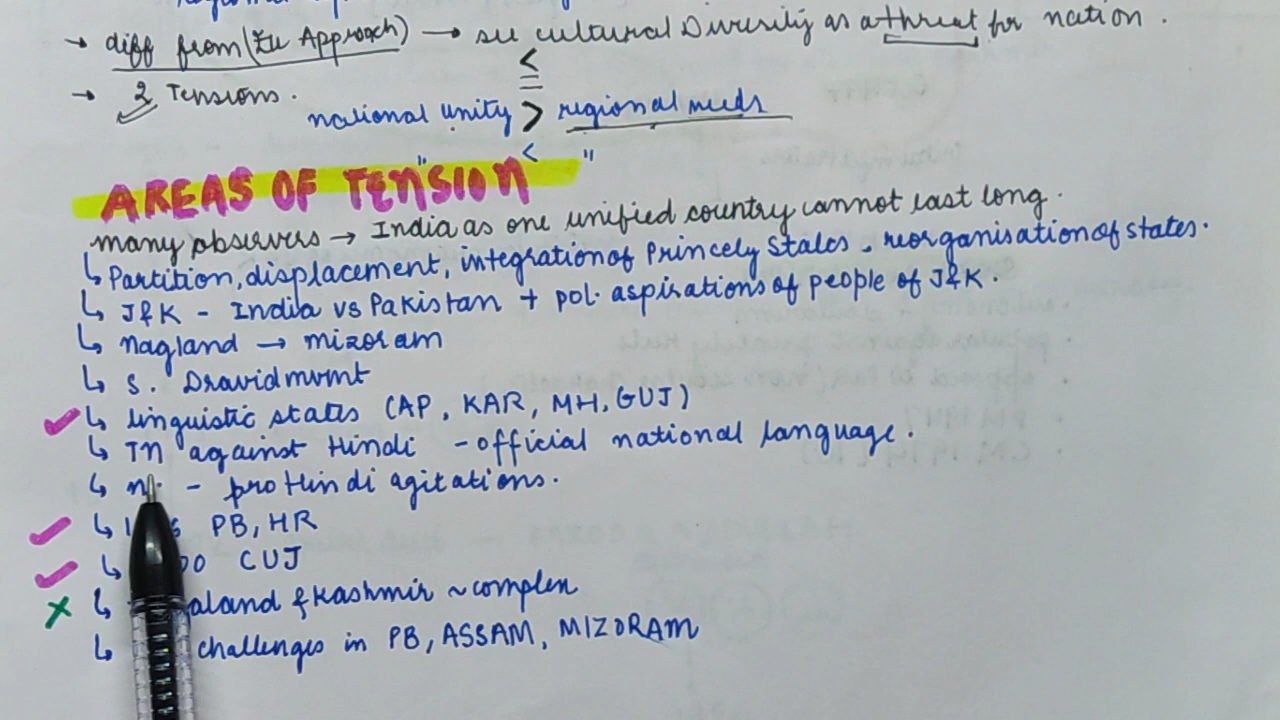 → diff from (Eu Approach) → see cultural Diversity as a threat for nation.
→ 2 Tensions.
<
=
national unity > regional needs
" < "
AREAS OF TENSION
many observers → India as one unified country cannot last long.
↳ Partition, displacement, integration of Princely States. reorganisation of states.
↳ J&K - India vs Pakistan + pol. aspirations of people of J&K.
↳ nagland → mizoram
↳ S. Dravid mvmt
✓ ↳ linguistic states (AP, KAR, MH, GUJ)
↳ TN against Hindi - official national language.
↳ - pro Hindi agitations.
✓ ↳ PB, HR
✓ ↳ CUJ
x ↳ & Kashmir ~ complex
↳ challenges in PB, ASSAM, MIZORAM